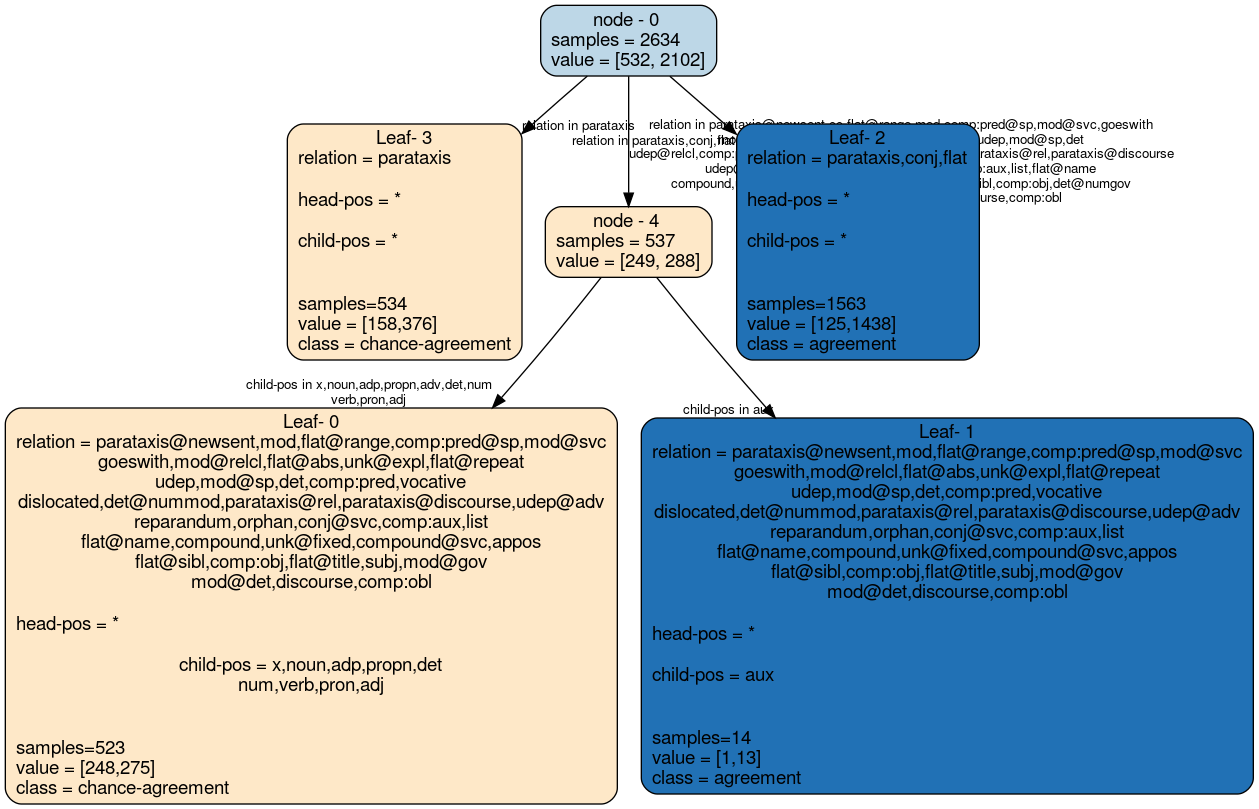 node - 0
samples = 2634
value = [532, 2102]
relation in parataxis
relation in parataxis,conj,
relation in
comp:pred@sp,mod@svc,goeswith
udep,mod@sp,det
parataxis@rel,parataxis@discourse
aux,list,flat@name
compound,
comp:obj,det@numgov
comp:obl
Leaf- 3
relation = parataxis
head-pos = *
child-pos = *
samples=534
value = [158,376]
class = chance-agreement
node - 4
samples = 537
value = [249, 288]
Leaf- 2
relation = parataxis,conj,flat
head-pos = *
child-pos = *
samples=1563
value = [125,1438]
class = agreement
child-pos in x,noun,adp,propn,adv,det,num
verb,pron,adj
child-pos in aux
Leaf- 0
relation = parataxis@newsent,mod,flat@range,comp:pred@sp,mod@svc
goeswith,mod@relcl,flat@abs,unk@expl,flat@repeat
udep,mod@sp,det,comp:pred,vocative
dislocated,det@nummod,parataxis@rel,parataxis@discourse,udep@adv
reparandum,orphan,conj@svc,comp:aux,list
flat@name,compound,unk@fixed,compound@svc,appos
flat@sibl,comp:obj,flat@title,subj,mod@gov
mod@det,discourse,comp:obl
head-pos = *
child-pos = x,noun,adp,propn,det
num,verb,pron,adj
samples=523
value = [248,275]
class = chance-agreement
Leaf- 1
relation = parataxis@newsent,mod,flat@range,comp:pred@sp,mod@svc
goeswith,mod@relcl,flat@abs,unk@expl,flat@repeat
udep,mod@sp,det,comp:pred,vocative
dislocated,det@nummod,parataxis@rel,parataxis@discourse,udep@adv
reparandum,orphan,conj@svc,comp:aux,list
flat@name,compound,unk@fixed,compound@svc,appos
flat@sibl,comp:obj,flat@title,subj,mod@gov
mod@det,discourse,comp:obl
head-pos = *
child-pos = aux
samples=14
value = [1,13]
class = agreement